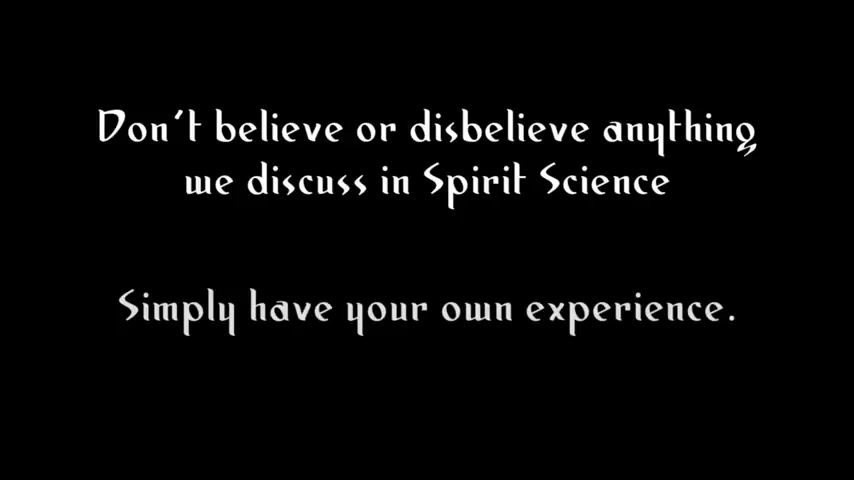 Don't believe or disbelieve anything
we discuss in Spirit Science
Simply have your own experience.